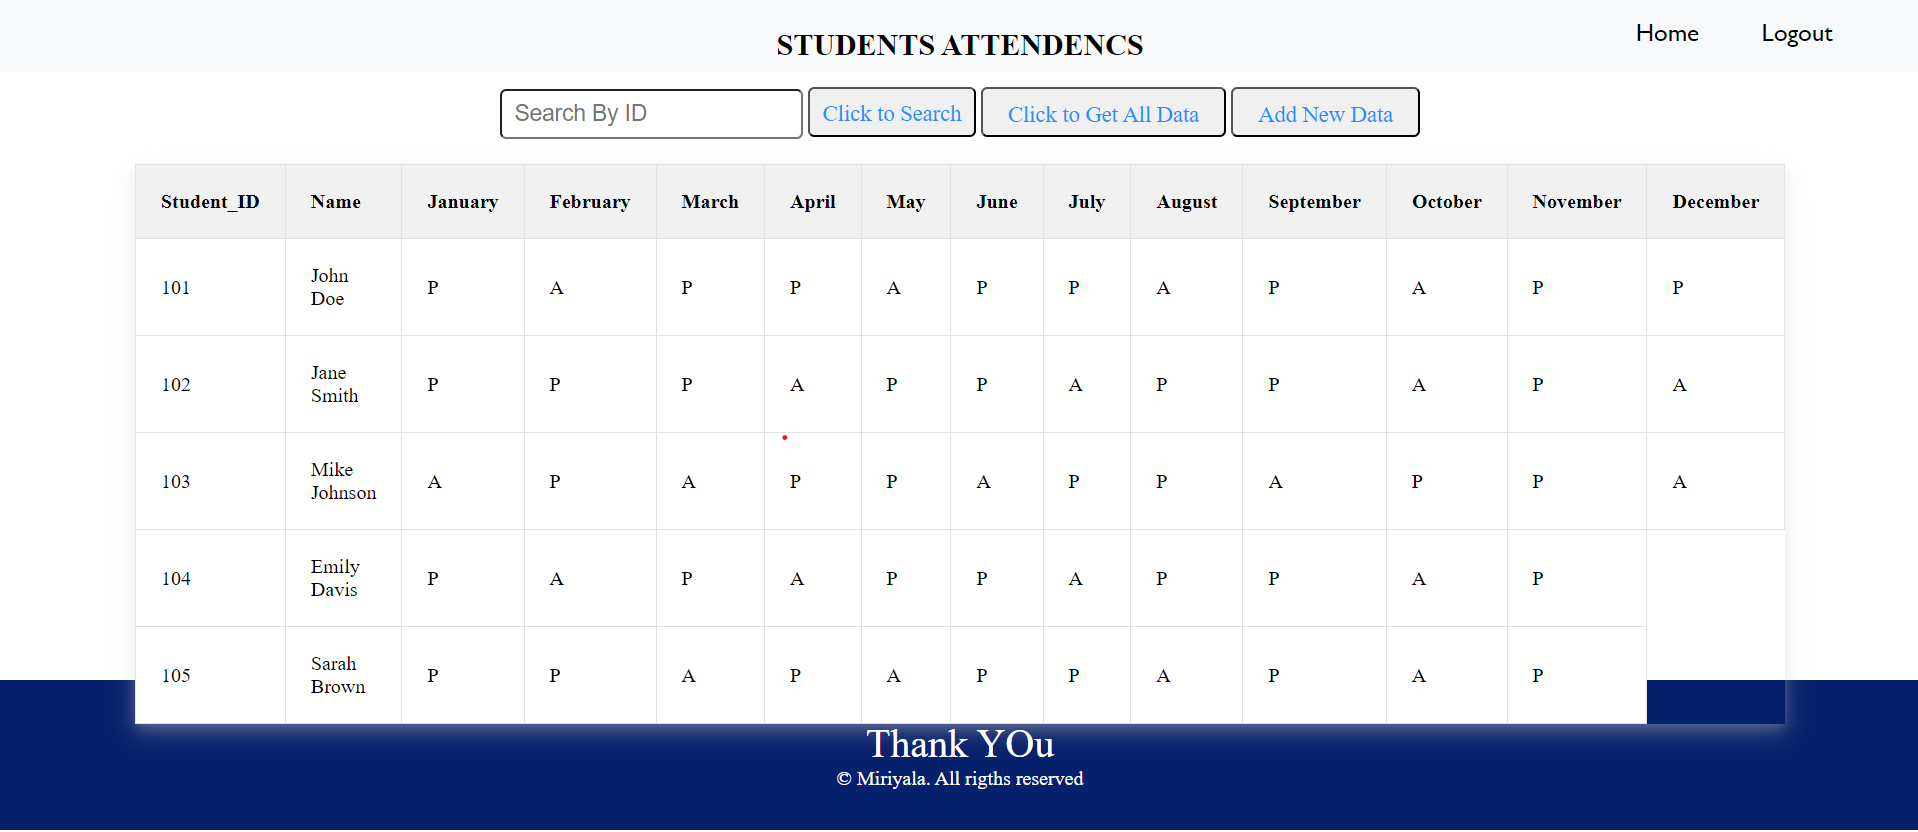 STUDENTS ATTENDENCS
Home Logout
Search By ID Click to Search Click to Get All Data Add New Data
Student_ID Name January February March April May June July August September October November December
101 John Doe P A P P A P P A P A P P
102 Jane Smith P P P A P P A P P A P A
103 Mike Johnson A P A P P A P P A P P A
104 Emily Davis P A P A P P A P P A P
105 Sarah Brown P P A P A P P A P A P
Thank YOu
© Miriyala. All rigths reserved